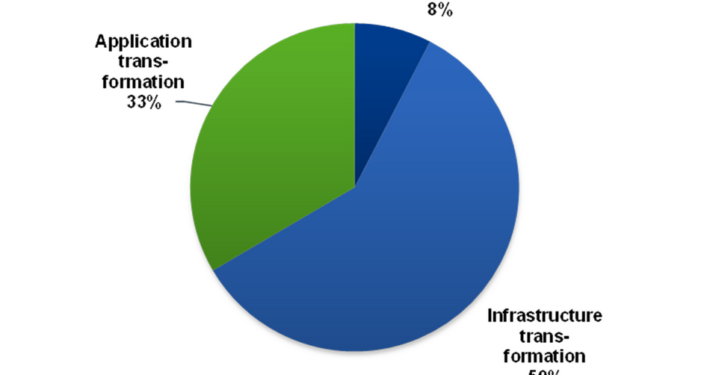 8%
Application
trans-
formation
33%
Infrastructure
trans-
formation